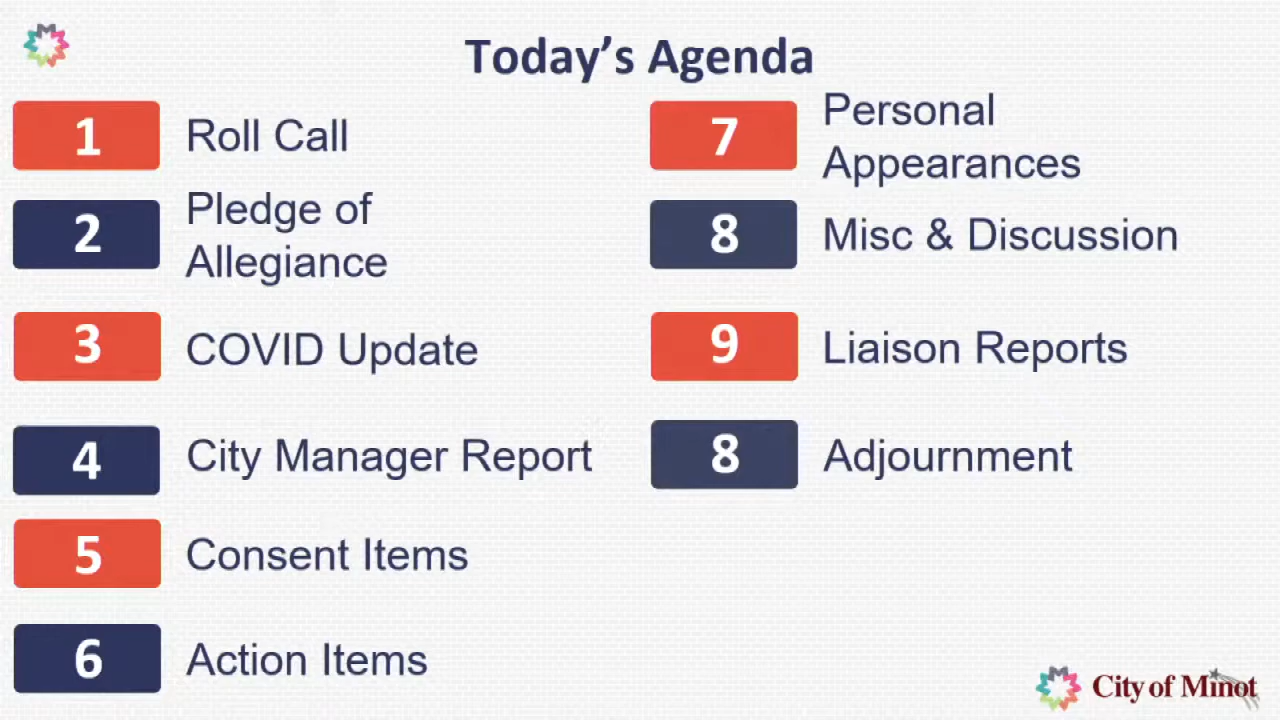 Today’s Agenda
1
Roll Call
2
Pledge of
Allegiance
3
COVID Update
4
City Manager Report
5
Consent Items
6
Action Items
7
Personal
Appearances
8
Misc & Discussion
9
Liaison Reports
8
Adjournment
City of Minot